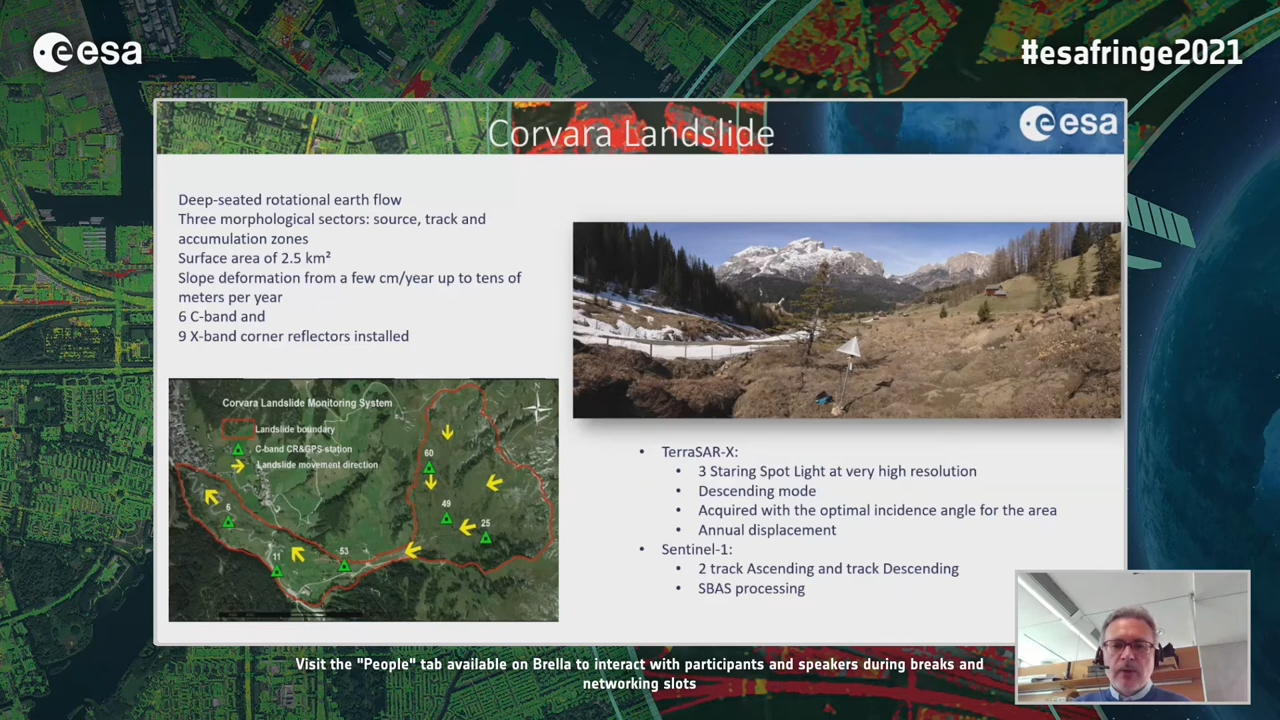 esa
#esafringe2021
Corvara Landslide
esa
Deep-seated rotational earth flow
Three morphological sectors: source, track and
accumulation zones
Surface area of 2.5 km²
Slope deformation from a few cm/year up to tens of
meters per year
6 C-band and
9 X-band corner reflectors installed
Corvara Landslide Monitoring System
Landslide boundary
C-band CR&GPS station
Landslide movement direction
N
60
49
25
6
11
53
• TerraSAR-X:
• 3 Staring Spot Light at very high resolution
• Descending mode
• Acquired with the optimal incidence angle for the area
• Annual displacement
• Sentinel-1:
• 2 track Ascending and track Descending
• SBAS processing
Visit the "People" tab available on Brella to interact with participants and speakers during breaks and
networking slots